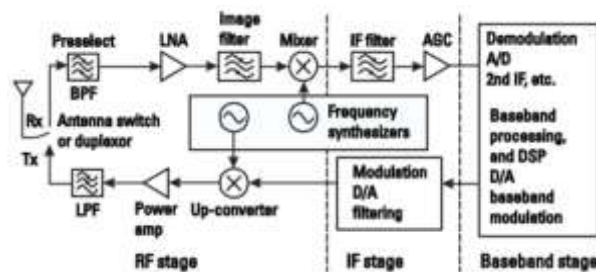 Preselect
LNA
Image
filter
Mixer
IF filter
AGC
BPF
Rx
Antenna switch
or duplexor
Tx
Frequency
synthesizers
LPF
Power
amp
Up-converter
Modulation
D/A
filtering
Demodulation
A/D
2nd IF, etc.
Baseband
processing,
and DSP
D/A
baseband
modulation
RF stage
IF stage
Baseband stage